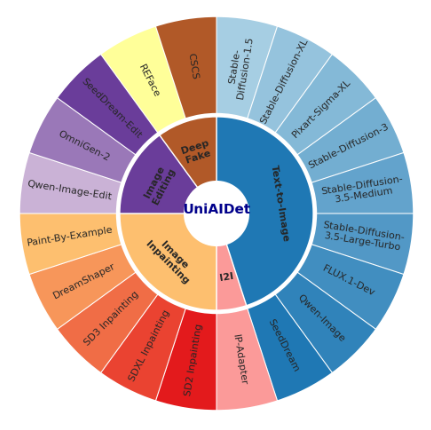 UniAIDet
Text-to-Image
I2I
Image
Inpainting
Image
Editing
Deep
Fake
Stable-
Diffusion-1.5
Stable-Diffusion-XL
Pixart-Sigma-XL
Stable-Diffusion-3
Stable-Diffusion-
3.5-Medium
Stable-Diffusion-
3.5-Large-Turbo
FLUX.1-Dev
Qwen-Image
SeedDream
IP-Adapter
SD2 Inpainting
SDXL Inpainting
SD3 Inpainting
DreamShaper
Paint-By-Example
Qwen-Image-Edit
OmniGen-2
SeedDream-Edit
REFace
CSCS